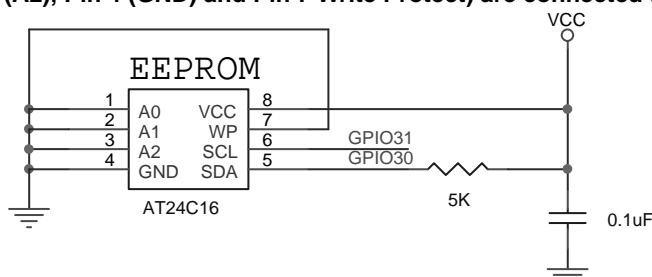 (A2), Pin 4 (GND) and Pin 7 Write Protect) are connected
VCC
EEPROM
1 A0 VCC 8
2 A1 WP 7
3 A2 SCL 6 GPIO31
4 GND SDA 5 GPIO30
AT24C16
5K
0.1uF